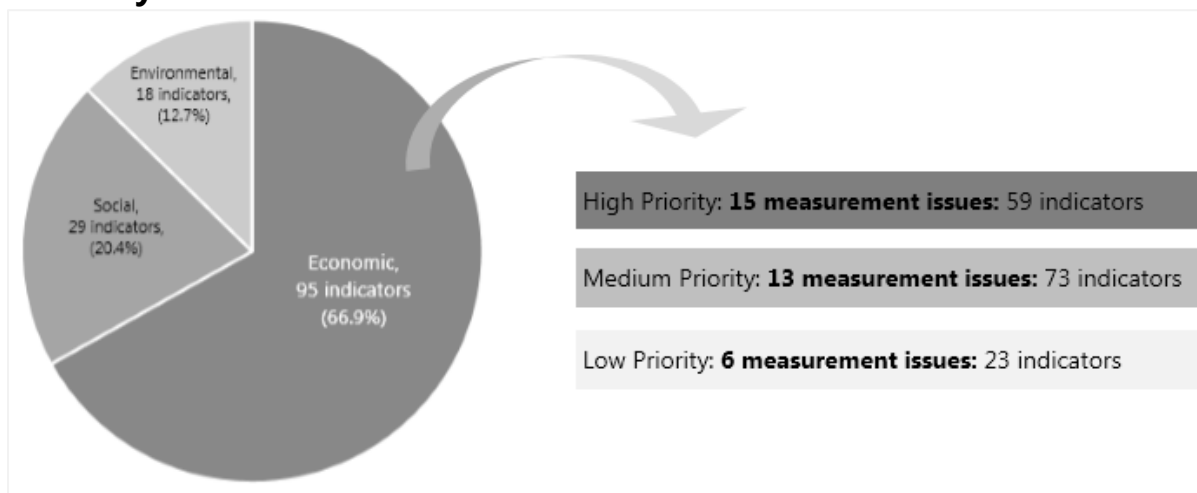 Environmental,
18 indicators,
(12.7%)
Social,
29 indicators,
(20.4%)
Economic,
95 indicators
(66.9%)
High Priority: 15 measurement issues: 59 indicators
Medium Priority: 13 measurement issues: 73 indicators
Low Priority: 6 measurement issues: 23 indicators